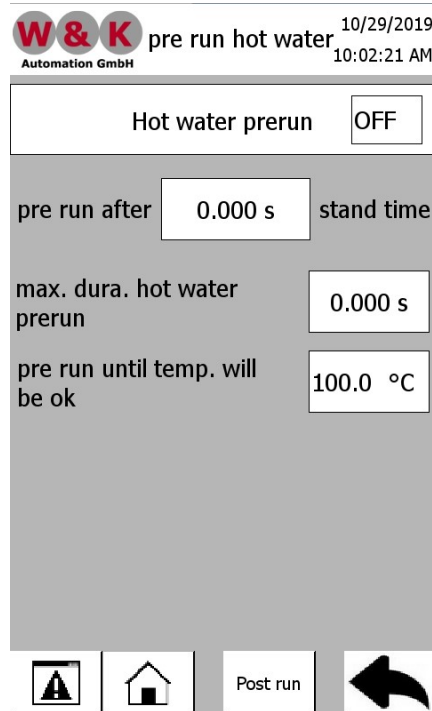 W & K
Automation GmbH
pre run hot water
10/29/2019
10:02:21 AM
Hot water prerun OFF
pre run after 0.000 s stand time
max. dura. hot water
prerun
0.000 s
pre run until temp. will
be ok
100.0 °C
Post run